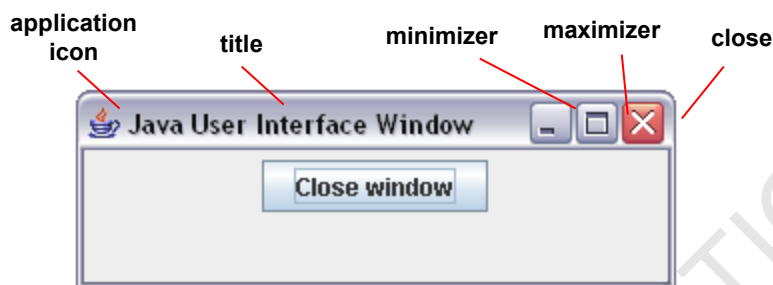 application
icon
title
minimizer
maximizer
close
Java User Interface Window
Close window